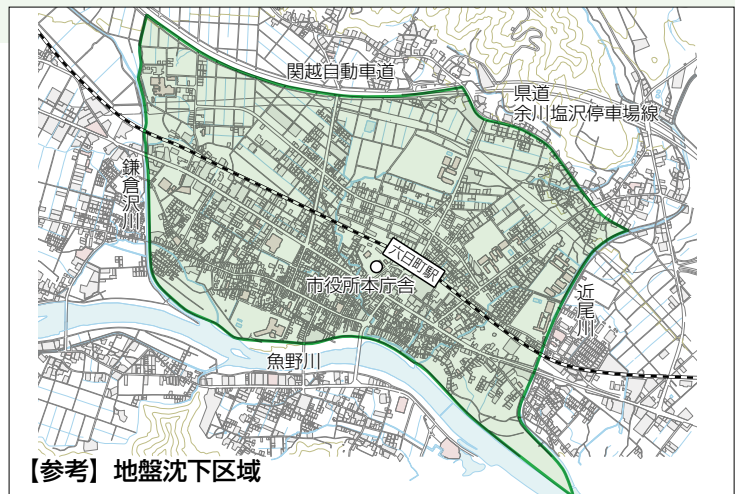 関越自動車道
県道
余川塩沢停車場線
鎌倉沢川
六日町駅
市役所本庁舎
近尾川
魚野川
【参考】地盤沈下区域